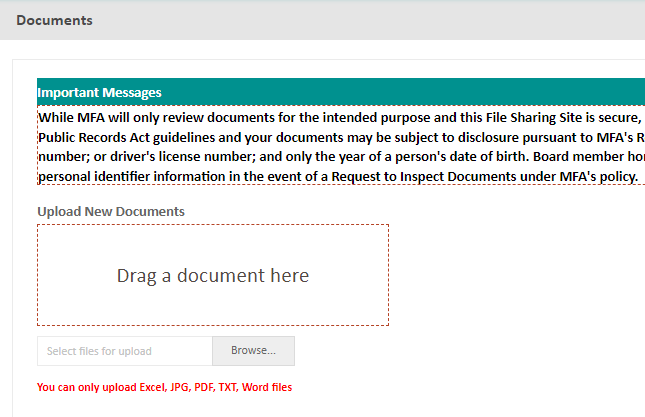 Documents
Important Messages
While MFA will only review documents for the intended purpose and this File Sharing Site is secure,
Public Records Act guidelines and your documents may be subject to disclosure pursuant to MFA's R
number; or driver's license number; and only the year of a person's date of birth. Board member ho
personal identifier information in the event of a Request to Inspect Documents under MFA's policy.
Upload New Documents
Drag a document here
Select files for upload
Browse...
You can only upload Excel, JPG, PDF, TXT, Word files